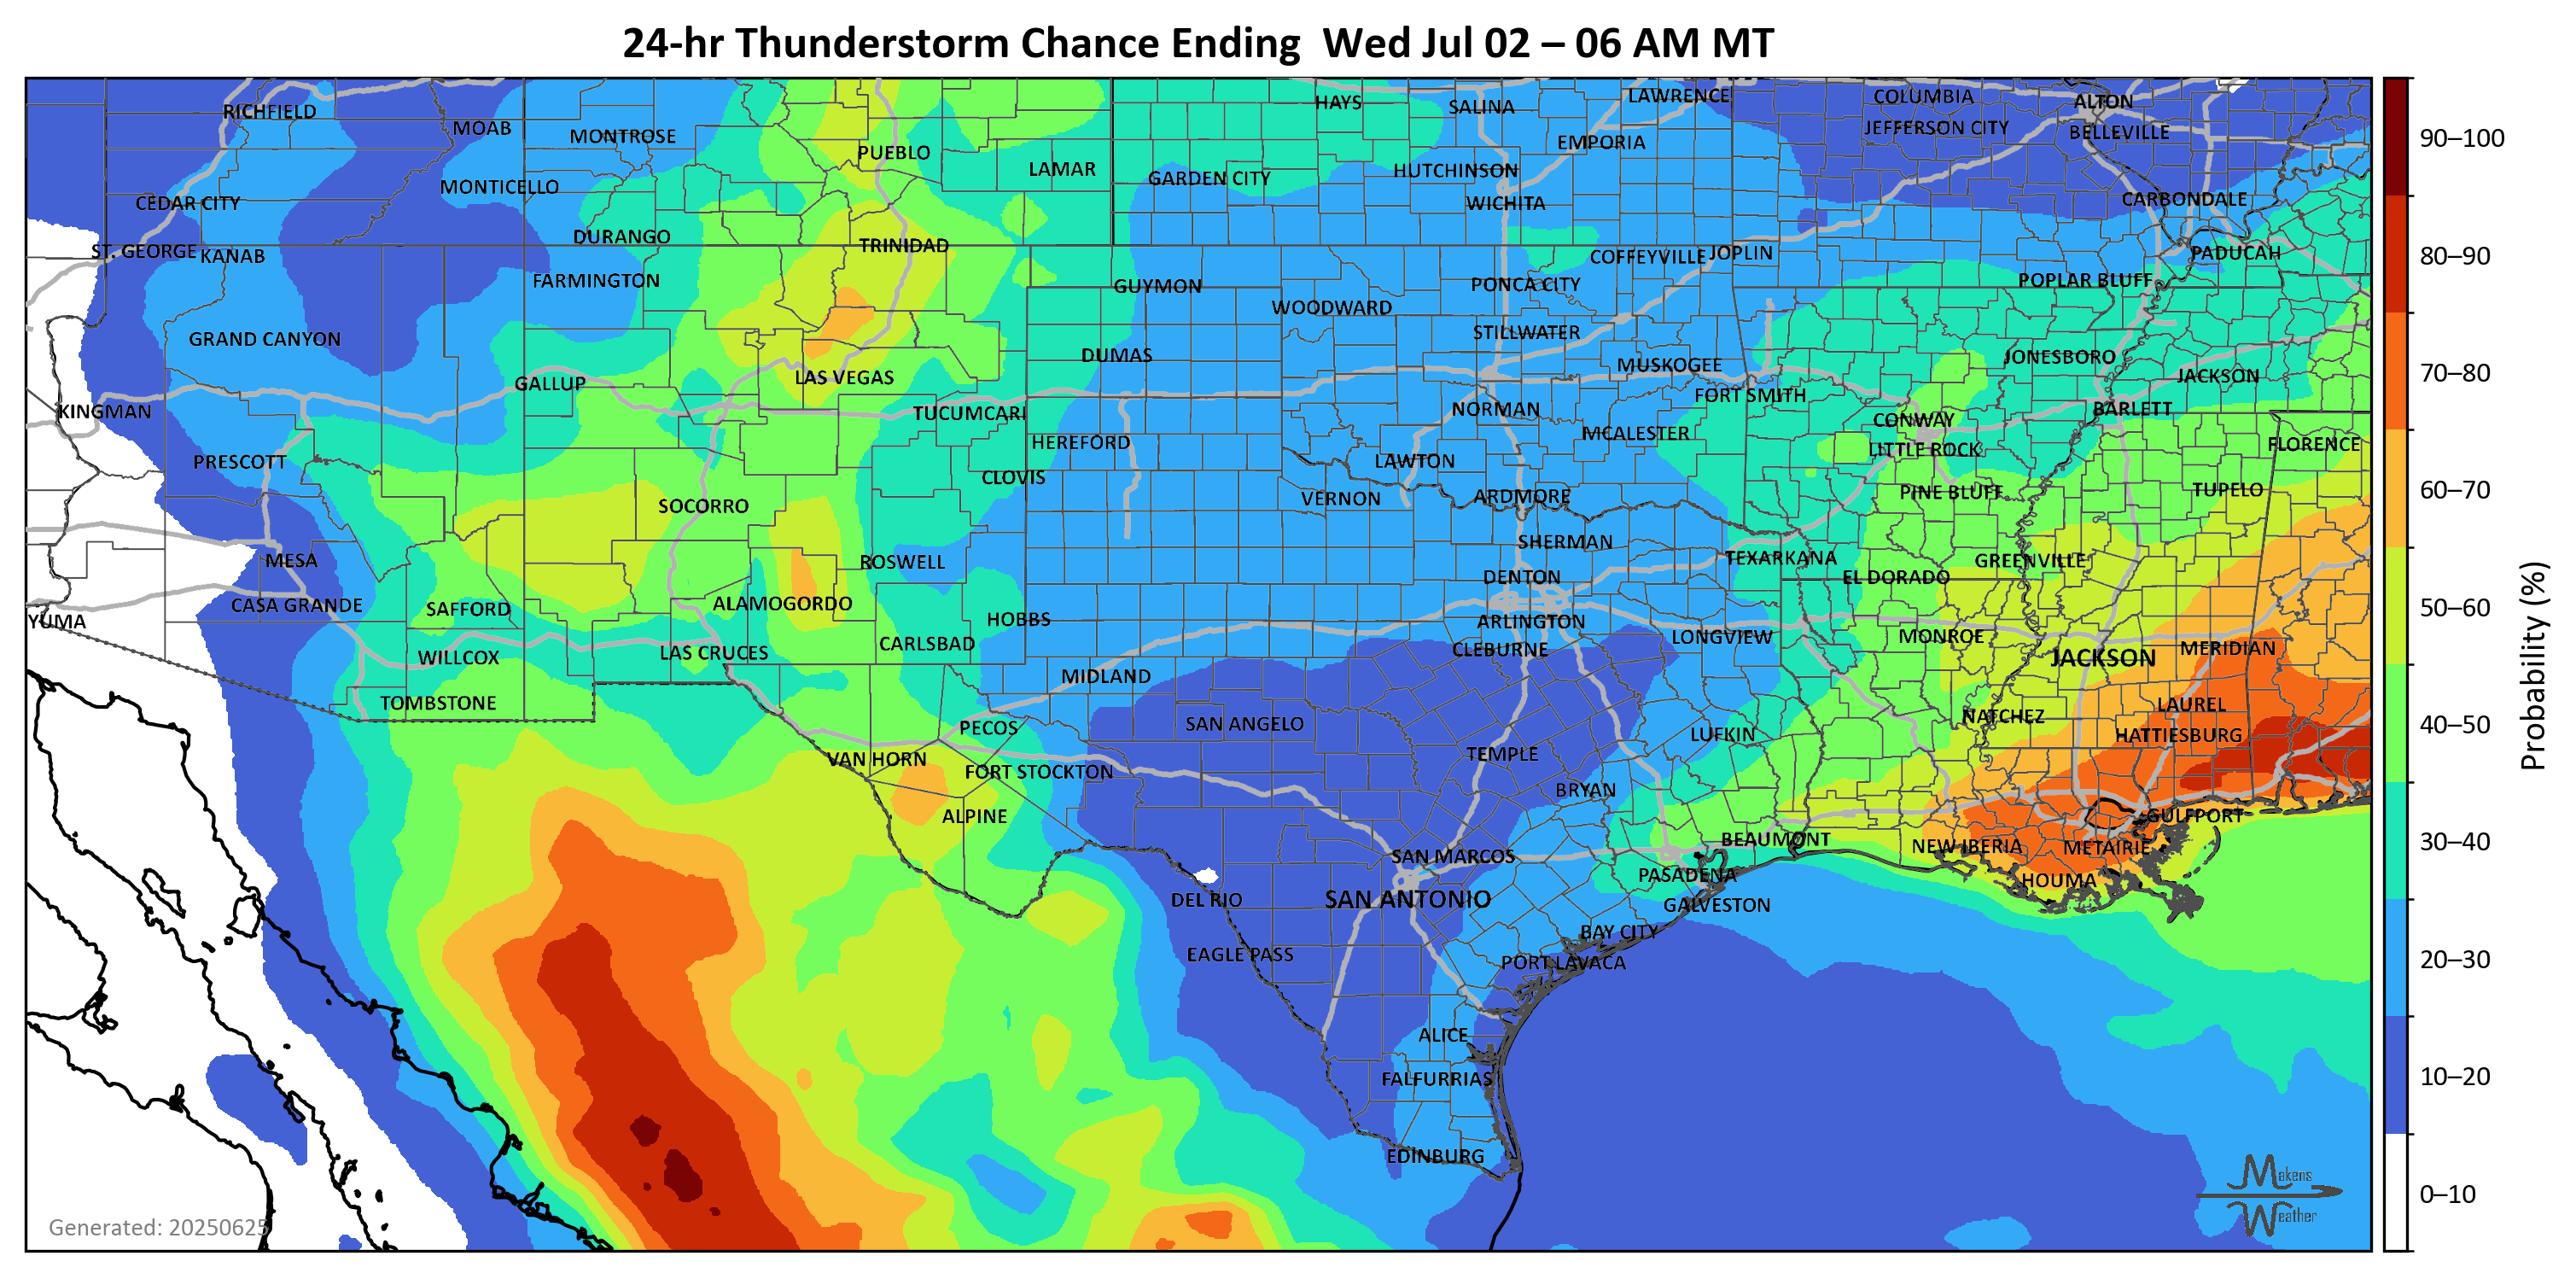 24-hr Thunderstorm Chance Ending  Wed Jul 02 – 06 AM MT
RICHFIELD
MOAB
MONTROSE
PUEBLO
LAMAR
HAYS
SALINA
LAWRENCE
COLUMBIA
ALTON
JEFFERSON CITY
BELLEVILLE
EMPORIA
HUTCHINSON
GARDEN CITY
MONTICELLO
CEDAR CITY
WICHITA
CARBONDALE
DURANGO
TRINIDAD
ST. GEORGE
KANAB
COFFEYVILLE
JOPLIN
PADUCAH
FARMINGTON
GUYMON
PONCA CITY
POPLAR BLUFF
WOODWARD
STILLWATER
GRAND CANYON
DUMAS
MUSKOGEE
JONESBORO
JACKSON
GALLUP
LAS VEGAS
FORT SMITH
KINGMAN
TUCUMCARI
NORMAN
CONWAY
BARLETT
HEREFORD
MCALESTER
LITTLE ROCK
FLORENCE
PRESCOTT
CLOVIS
LAWTON
VERNON
ARDMORE
PINE BLUFF
TUPELO
SOCORRO
SHERMAN
MESA
ROSWELL
TEXARKANA
GREENVILLE
DENTON
EL DORADO
CASA GRANDE
SAFFORD
ALAMOGORDO
YUMA
HOBBS
ARLINGTON
CARLSBAD
LONGVIEW
MONROE
MERIDIAN
WILLCOX
LAS CRUCES
CLEBURNE
JACKSON
MIDLAND
TOMBSTONE
PECOS
SAN ANGELO
LUFKIN
NATCHEZ
LAUREL
HATTIESBURG
VAN HORN
FORT STOCKTON
TEMPLE
BRYAN
ALPINE
GULFPORT
BEAUMONT
NEW IBERIA
METAIRIE
SAN MARCOS
PASADENA
HOUMA
DEL RIO
SAN ANTONIO
GALVESTON
BAY CITY
EAGLE PASS
PORT LAVACA
ALICE
FALFURRIAS
EDINBURG
Generated: 20250625
Makens
Weather
90–100
80–90
70–80
60–70
50–60
40–50
30–40
20–30
10–20
0–10
Probability (%)